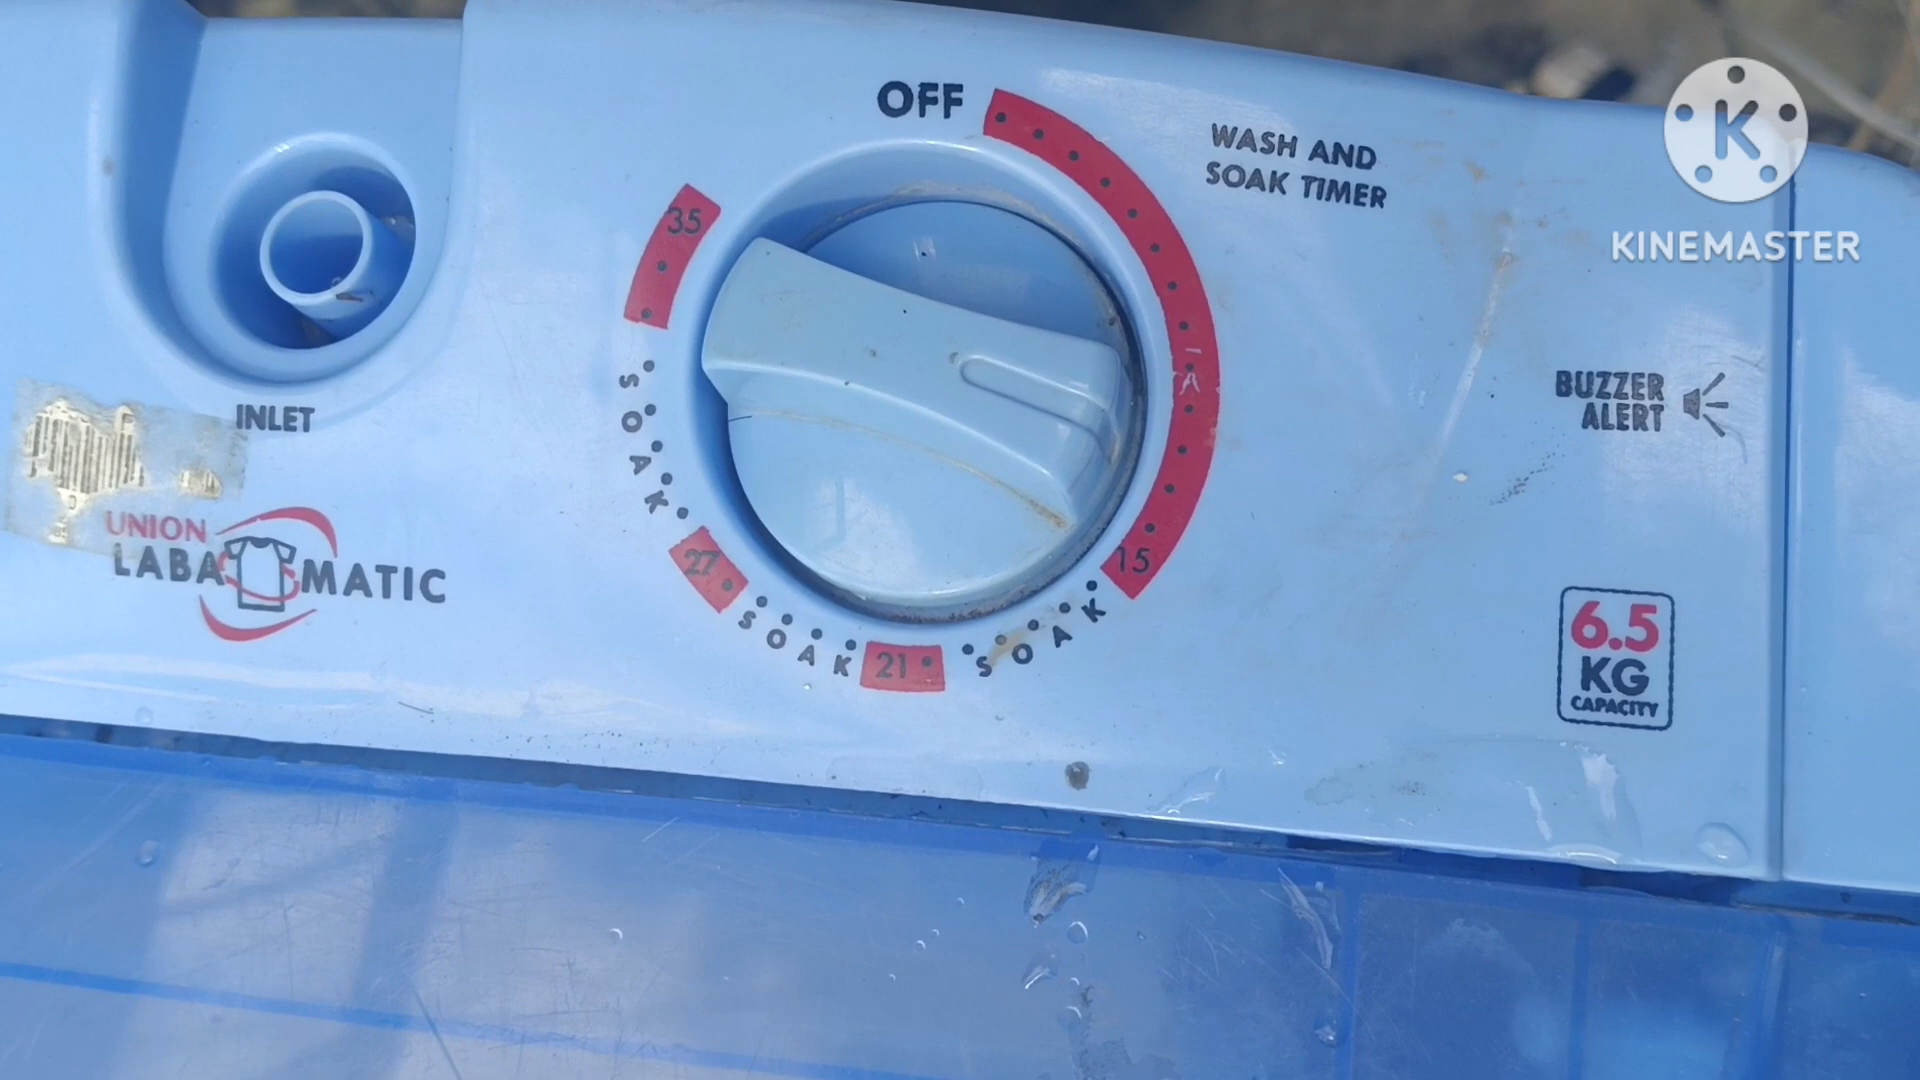 OFF
WASH AND
SOAK TIMER
KINEMASTER
35
SOAK
27
SOAK
21
SOAK
15
INLET
UNION
LABA MATIC
BUZZER
ALERT
6.5
KG
CAPACITY